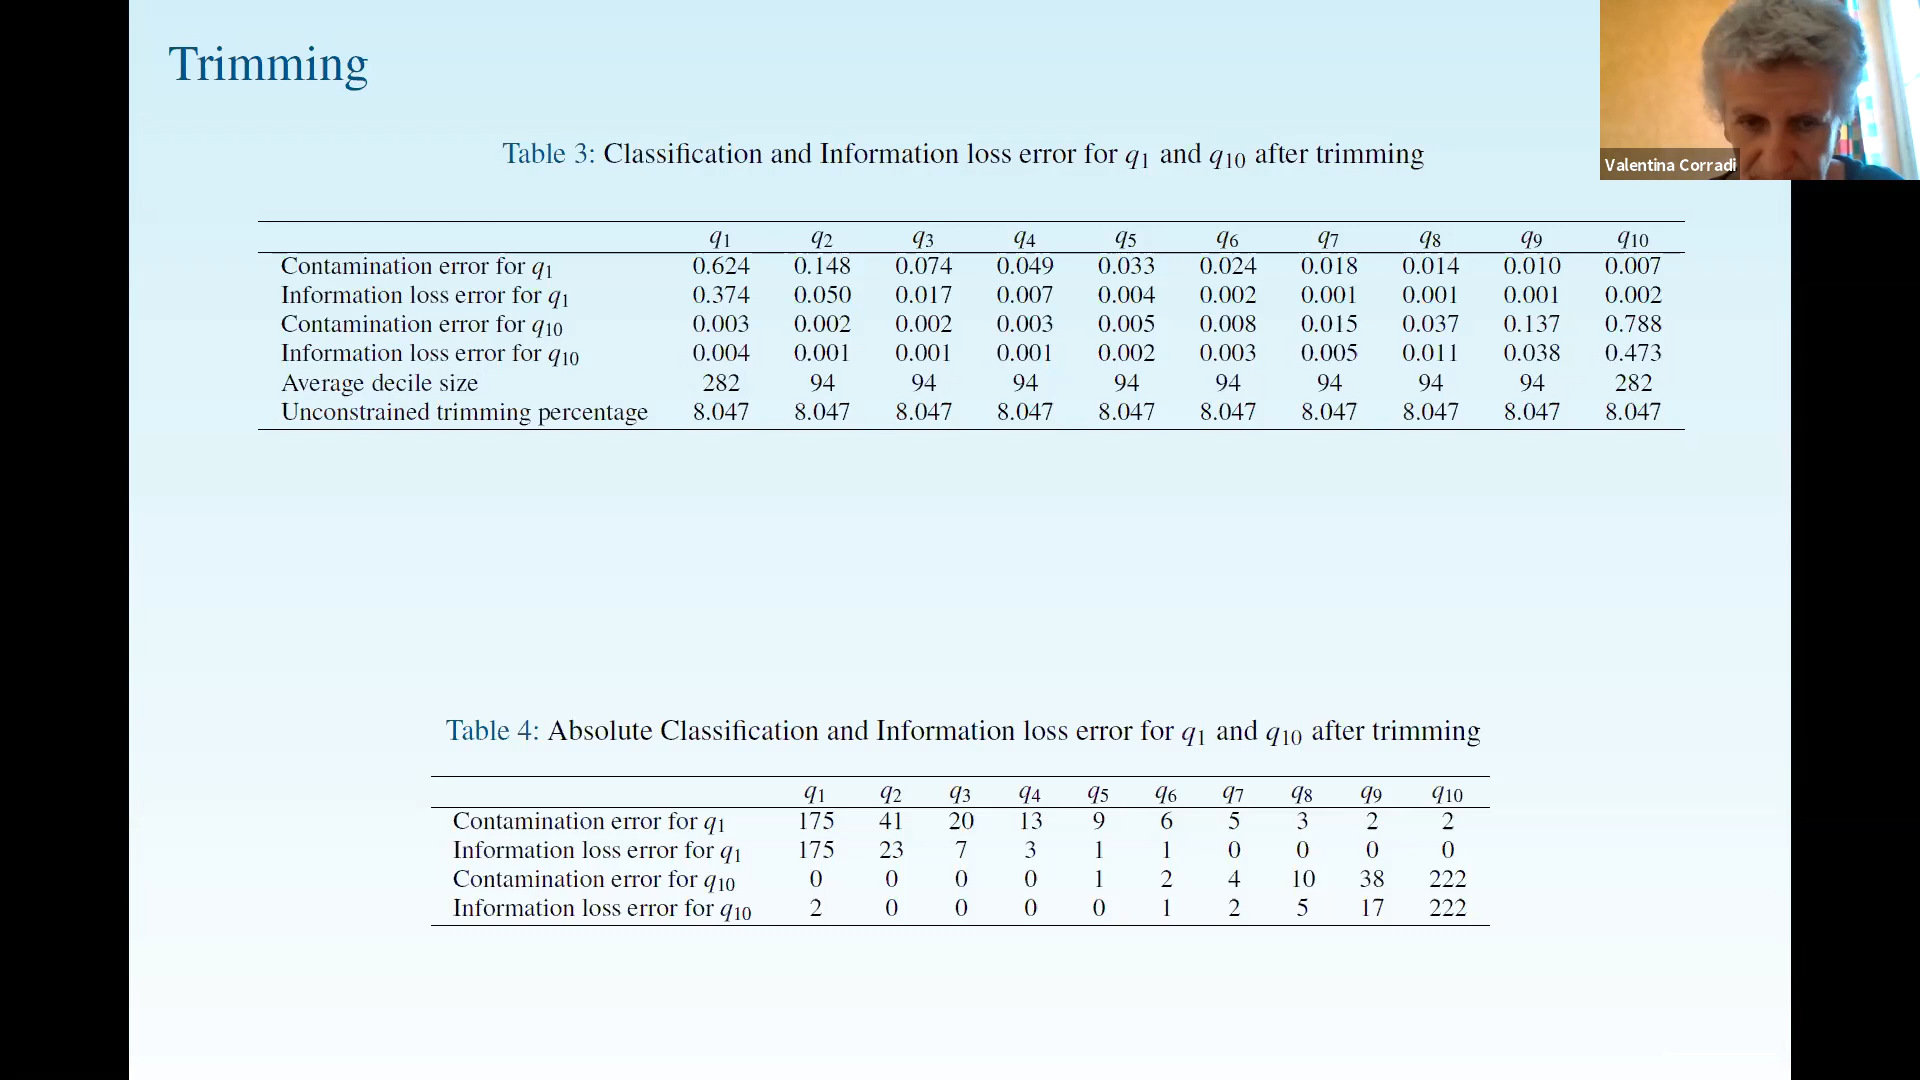 Trimming
Valentina Corradi
Table 3: Classification and Information loss error for q1 and q10 after trimming
q1 q2 q3 q4 q5 q6 q7 q8 q9 q10
Contamination error for q1 0.624 0.148 0.074 0.049 0.033 0.024 0.018 0.014 0.010 0.007
Information loss error for q1 0.374 0.050 0.017 0.007 0.004 0.002 0.001 0.001 0.001 0.002
Contamination error for q10 0.003 0.002 0.002 0.003 0.005 0.008 0.015 0.037 0.137 0.788
Information loss error for q10 0.004 0.001 0.001 0.001 0.002 0.003 0.005 0.011 0.038 0.473
Average decile size 282 94 94 94 94 94 94 94 94 282
Unconstrained trimming percentage 8.047 8.047 8.047 8.047 8.047 8.047 8.047 8.047 8.047 8.047
Table 4: Absolute Classification and Information loss error for q1 and q10 after trimming
q1 q2 q3 q4 q5 q6 q7 q8 q9 q10
Contamination error for q1 175 41 20 13 9 6 5 3 2 2
Information loss error for q1 175 23 7 3 1 1 0 0 0 0
Contamination error for q10 0 0 0 0 1 2 4 10 38 222
Information loss error for q10 2 0 0 0 0 1 2 5 17 222